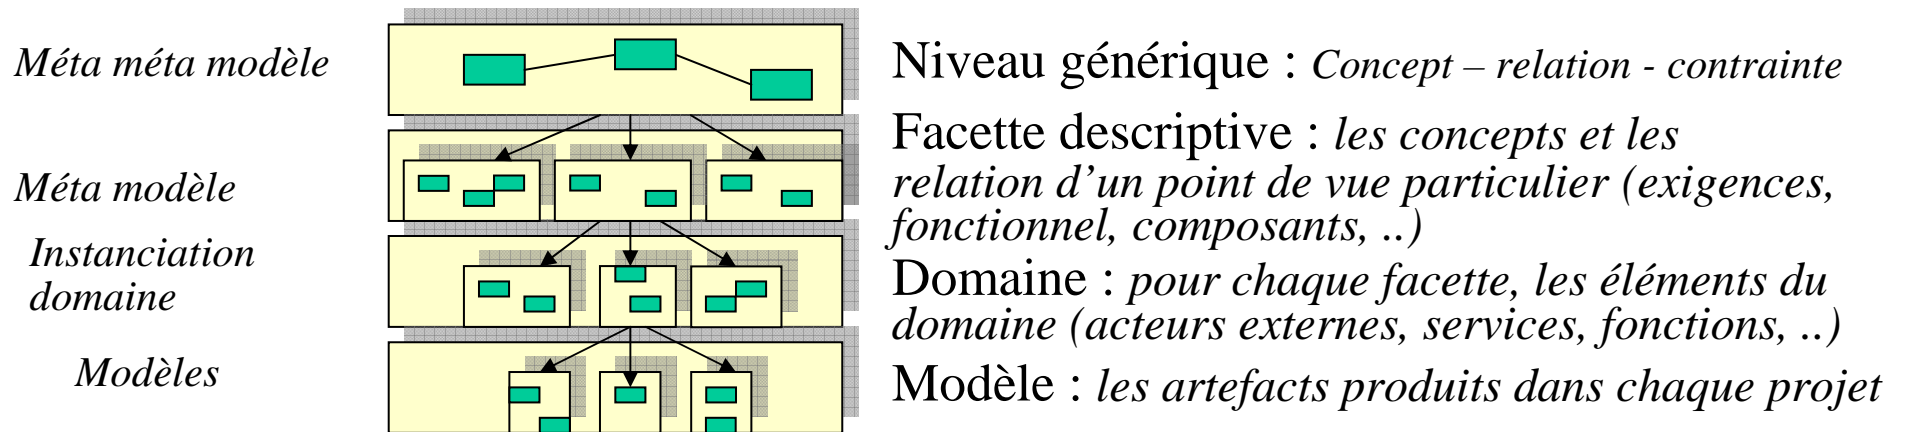 Méta méta modèle
Niveau générique : Concept – relation - contrainte
Facette descriptive : les concepts et les
relation d’un point de vue particulier (exigences,
fonctionnel, composants, ..)
Méta modèle
Instanciation
domaine
Domaine : pour chaque facette, les éléments du
domaine (acteurs externes, services, fonctions, ..)
Modèles
Modèle : les artefacts produits dans chaque projet